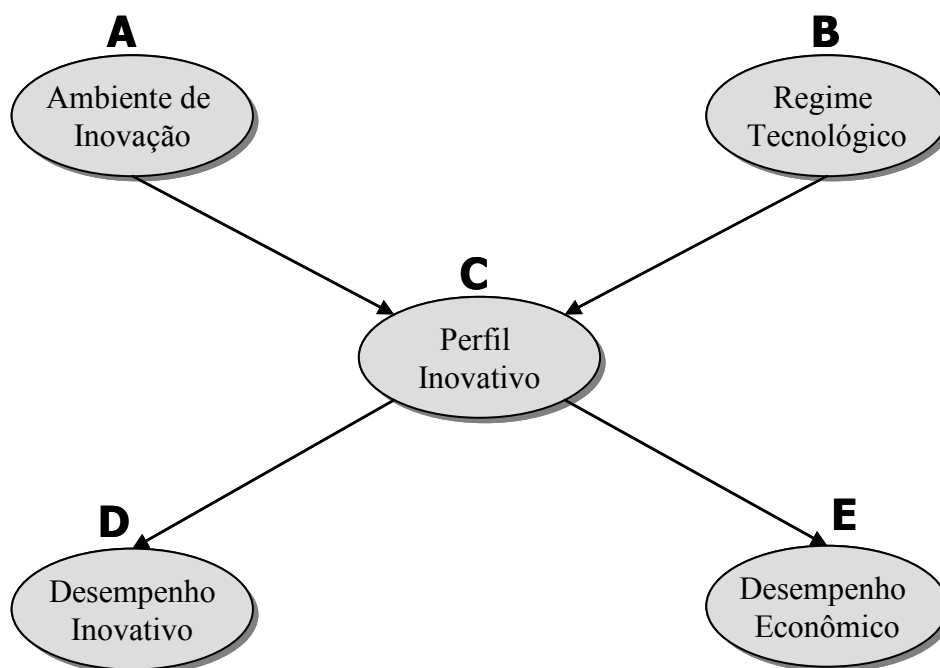 A
Ambiente de
Inovação
B
Regime
Tecnológico
C
Perfil
Inovativo
D
Desempenho
Inovativo
E
Desempenho
Econômico